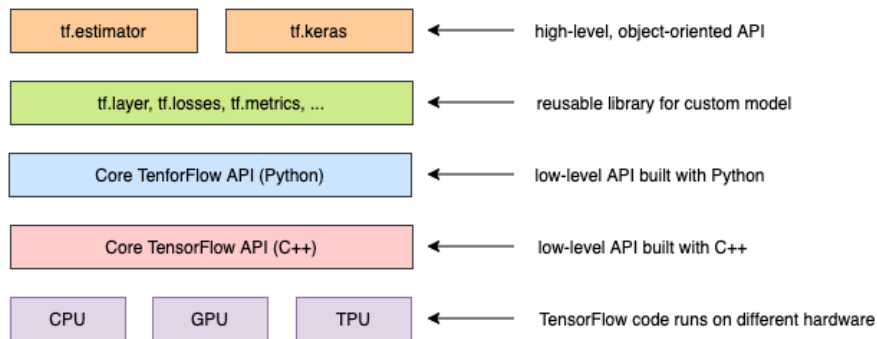 tf.estimator tf.keras high-level, object-oriented API
tf.layer, tf.losses, tf.metrics, ... reusable library for custom model
Core TenforFlow API (Python) low-level API built with Python
Core TensorFlow API (C++) low-level API built with C++
CPU GPU TPU TensorFlow code runs on different hardware